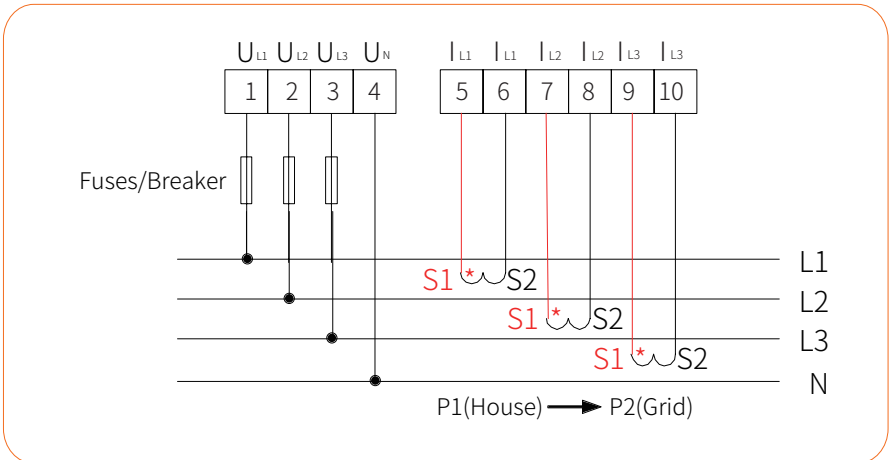 UL1 UL2 UL3 UN IL1 IL1 IL2 IL2 IL3 IL3
1 2 3 4 5 6 7 8 9 10
Fuses/Breaker
L1
S1 * S2
L2
S1 * S2
L3
S1 * S2
N
P1(House) P2(Grid)